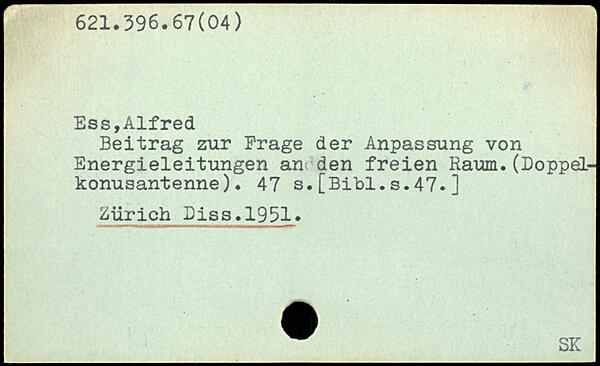 621.396.67(04)
Ess,Alfred
Beitrag zur Frage der Anpassung von
Energieleitungen an den freien Raum.(Doppel-
konusantenne). 47 s.[Bibl.s.47.]
Zürich Diss.1951.
SK